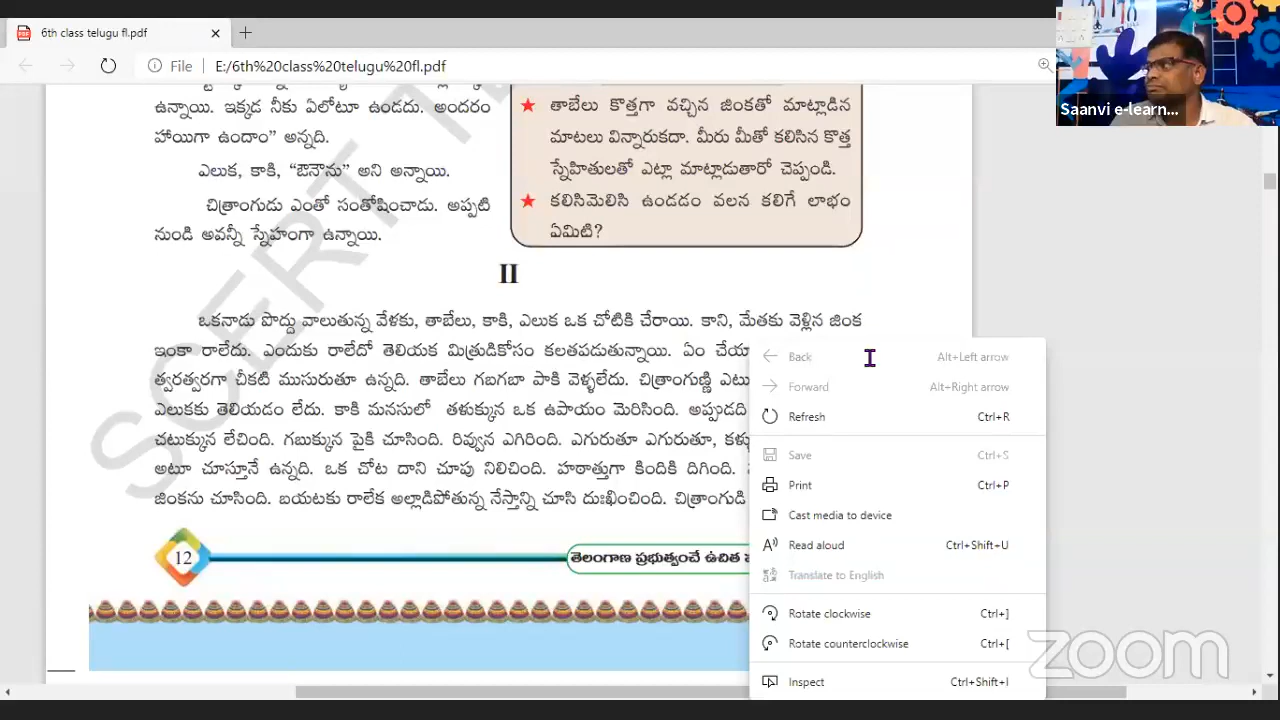 6th class telugu fl.pdf
File
E:/6th%20class%20telugu%20fl.pdf
Saanvi e-learn...
ఉన్నాయి. ఇక్కడ నీకు ఏలోటూ ఉండదు. అందరం
హాయిగా ఉందాం" అన్నది.
ఎలుక, కాకి, "ఔనౌను" అని అన్నాయి.
చిత్రాంగుడు ఎంతో సంతోషించాడు. అప్పటి
నుండి అవన్నీ స్నేహంగా ఉన్నాయి.
★ తాబేలు కొత్తగా వచ్చిన జింకతో మాట్లాడిన
మాటలు విన్నారుకదా. మీరు మీతో కలిసిన కొత్త
స్నేహితులతో ఎట్లా మాట్లాడుతారో చెప్పండి.
★ కలిసిమెలిసి ఉండడం వలన కలిగే లాభం
ఏమిటి?
II
ఒకనాడు పొద్దు వాలుతున్న వేళకు, తాబేలు, కాకి, ఎలుక ఒక చోటికి చేరాయి. కాని, మేతకు వెళ్లిన జింక
ఇంకా రాలేదు. ఎందుకు రాలేదో తెలియక మిత్రుడికోసం కలతపడుతున్నాయి. ఏం
త్వరత్వరగా చీకటి ముసురుతూ ఉన్నది. తాబేలు గబగబా పాకి వెళ్ళలేదు. చిత్రాంగుణ్ణి
ఎలుకకు తెలియడం లేదు. కాకి మనసులో తళుక్కున ఒక ఉపాయం మెరిసింది. అప్పుడది
చటుక్కున లేచింది. గబుక్కున పైకి చూసింది. రివ్వున ఎగిరింది. ఎగురుతూ ఎగురుతూ,
అటూ చూస్తూనే ఉన్నది. ఒక చోట దాని చూపు నిలిచింది. హఠాత్తుగా కిందికి దిగింది.
జింకను చూసింది. బయటకు రాలేక అల్లాడిపోతున్న నేస్తాన్ని చూసి దుఃఖించింది. చిత్రాంగుడి
12
తెలంగాణ ప్రభుత్వంచే ఉచిత
SCERT
Back Alt+Left arrow
Forward Alt+Right arrow
Refresh Ctrl+R
Save Ctrl+S
Print Ctrl+P
Cast media to device
Read aloud Ctrl+Shift+U
Translate to English
Rotate clockwise Ctrl+]
Rotate counterclockwise Ctrl+[
Inspect Ctrl+Shift+I
zoom